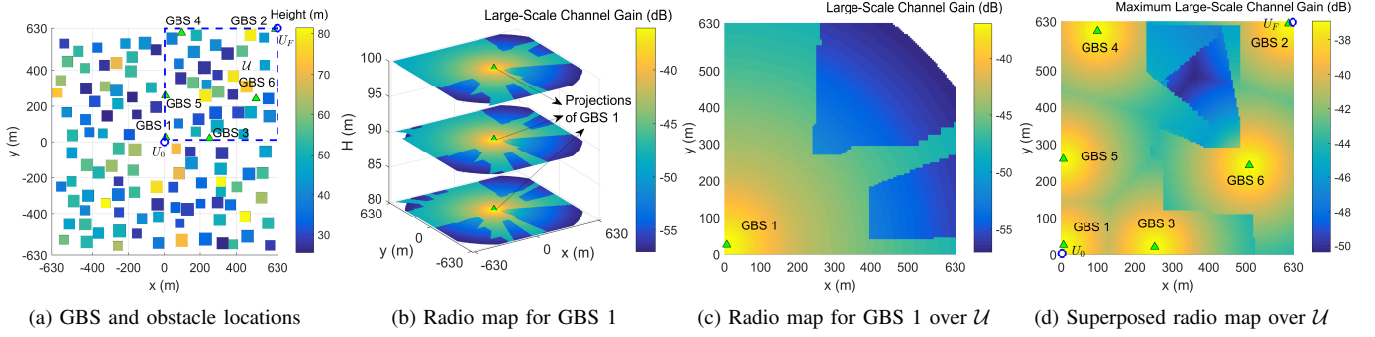 GBS 4
GBS 2
Height (m)
630
U_F
80
400
𝒰
70
GBS 6
200
GBS 5
60
y (m)
GBS 1
GBS 3
0
U_0
50
-200
40
-400
30
-630
-630 -400 -200 0 200 400 630
x (m)
(a) GBS and obstacle locations
Large-Scale Channel Gain (dB)
100
95
Projections
of GBS 1
-40
H (m)
90
-45
85
-50
80
-55
630
y (m)
0
-630
-630
0
x (m)
630
(b) Radio map for GBS 1
Large-Scale Channel Gain (dB)
630
500
-40
400
-45
y (m)
300
200
-50
100
GBS 1
-55
0
0 100 200 300 400 500 630
x (m)
(c) Radio map for GBS 1 over 𝒰
Maximum Large-Scale Channel Gain (dB)
630
U_F
GBS 4
GBS 2
-38
500
-40
400
-42
y (m)
300
GBS 5
-44
200
GBS 6
-46
100
GBS 1
GBS 3
-48
0
U_0
-50
0 100 200 300 400 500 630
x (m)
(d) Superposed radio map over 𝒰